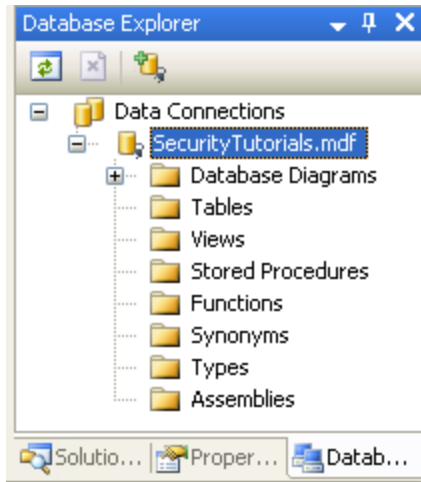 Database Explorer
Data Connections
SecurityTutorials.mdf
Database Diagrams
Tables
Views
Stored Procedures
Functions
Synonyms
Types
Assemblies
Solutio... Proper... Datab...